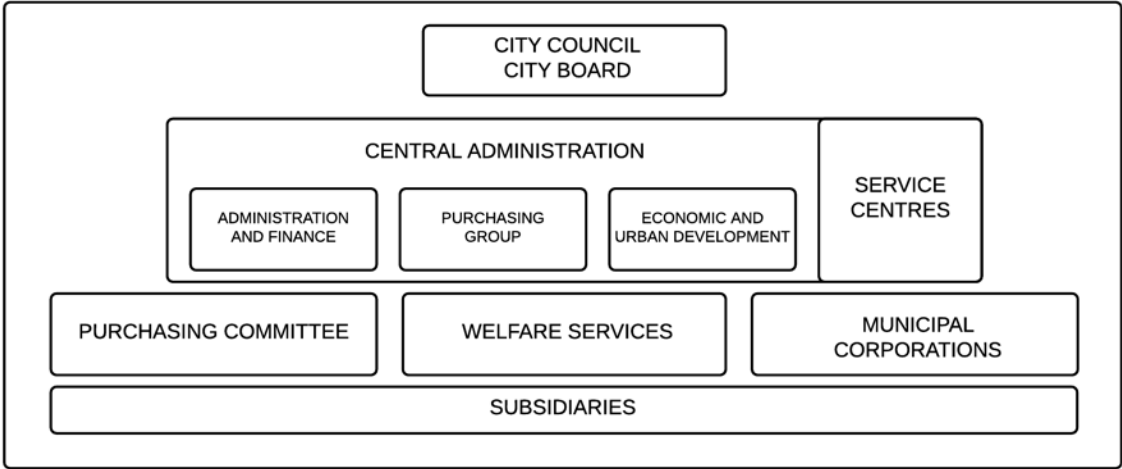 CITY COUNCIL
CITY BOARD
CENTRAL ADMINISTRATION
ADMINISTRATION
AND FINANCE
PURCHASING
GROUP
ECONOMIC AND
URBAN DEVELOPMENT
SERVICE
CENTRES
PURCHASING COMMITTEE
WELFARE SERVICES
MUNICIPAL
CORPORATIONS
SUBSIDIARIES